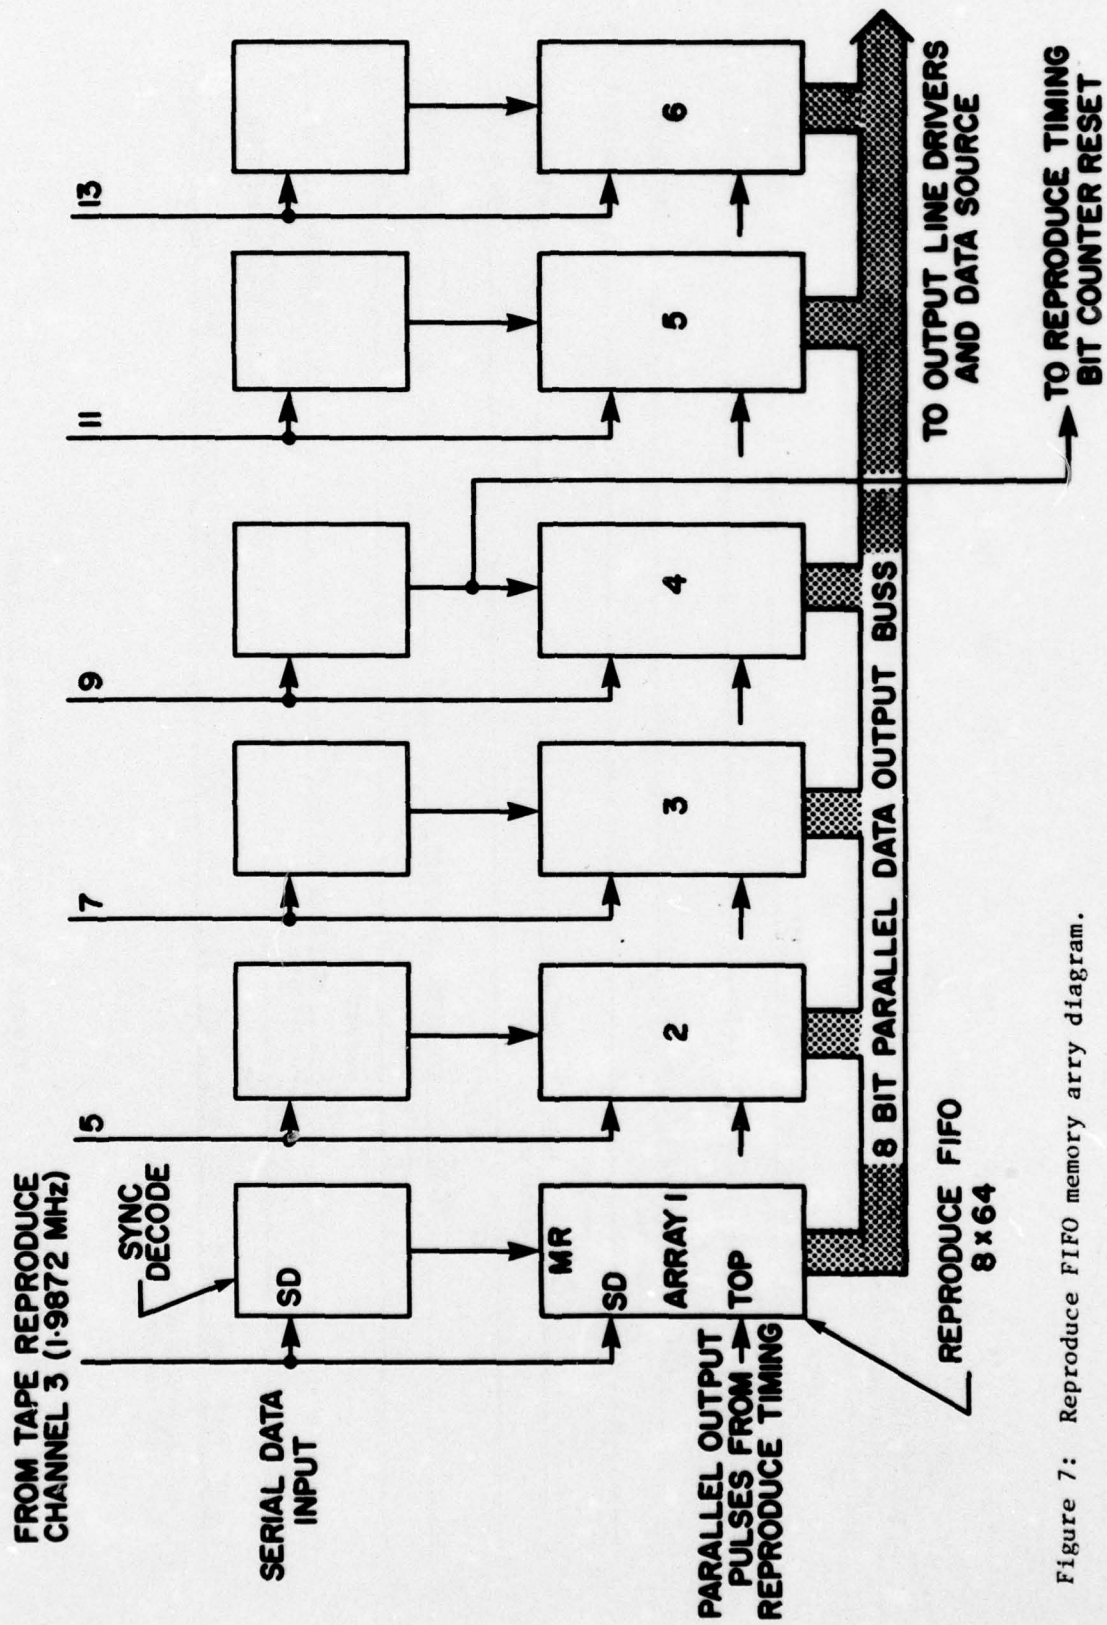 FROM TAPE REPRODUCE
CHANNEL 3 (1·9872 MHz)
5
7
9
11
13
SYNC
DECODE
SERIAL DATA
INPUT
SD
MR
SD
ARRAY 1
TOP
2
3
4
5
6
PARALLEL OUTPUT
PULSES FROM
REPRODUCE TIMING
8 BIT PARALLEL DATA OUTPUT BUSS
TO OUTPUT LINE DRIVERS
AND DATA SOURCE
REPRODUCE FIFO
8 x 64
TO REPRODUCE TIMING
BIT COUNTER RESET
Figure 7: Reproduce FIFO memory arry diagram.